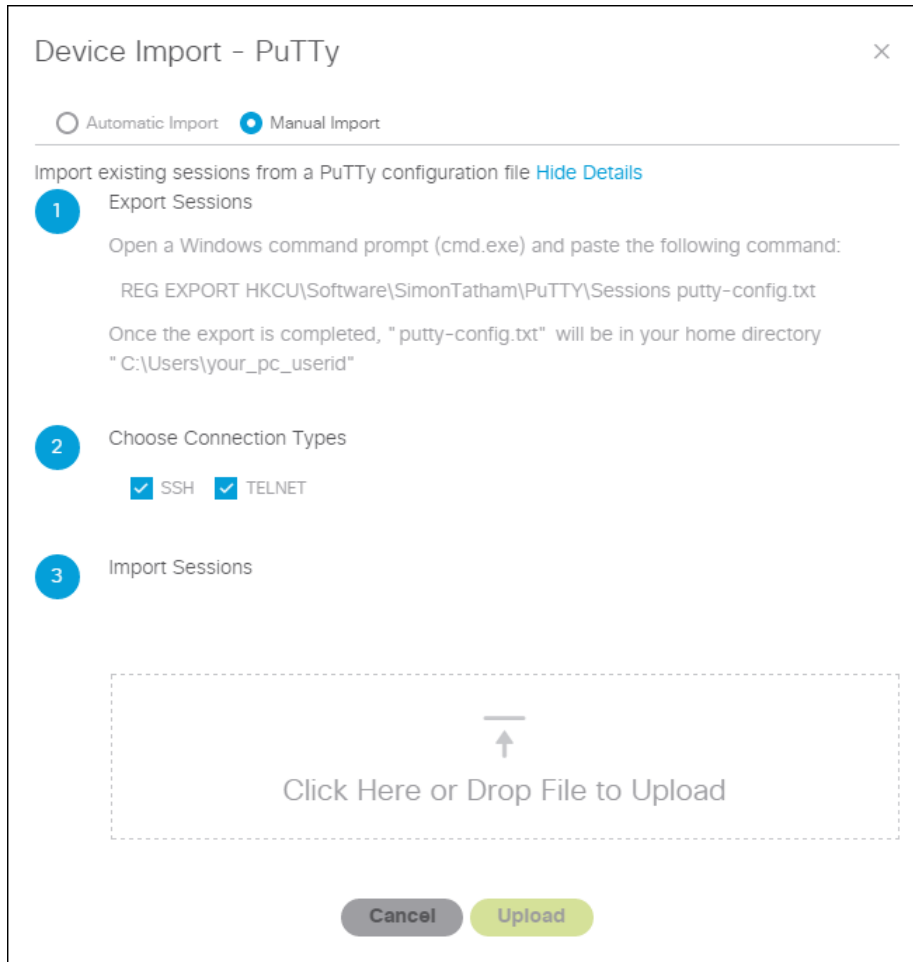 Device Import - PuTTy
Automatic Import Manual Import
Import existing sessions from a PuTTy configuration file Hide Details
1 Export Sessions
Open a Windows command prompt (cmd.exe) and paste the following command:
REG EXPORT HKCU\Software\SimonTatham\PuTTY\Sessions putty-config.txt
Once the export is completed, "putty-config.txt" will be in your home directory
"C:\Users\your_pc_userid"
2 Choose Connection Types
SSH TELNET
3 Import Sessions
Click Here or Drop File to Upload
Cancel Upload